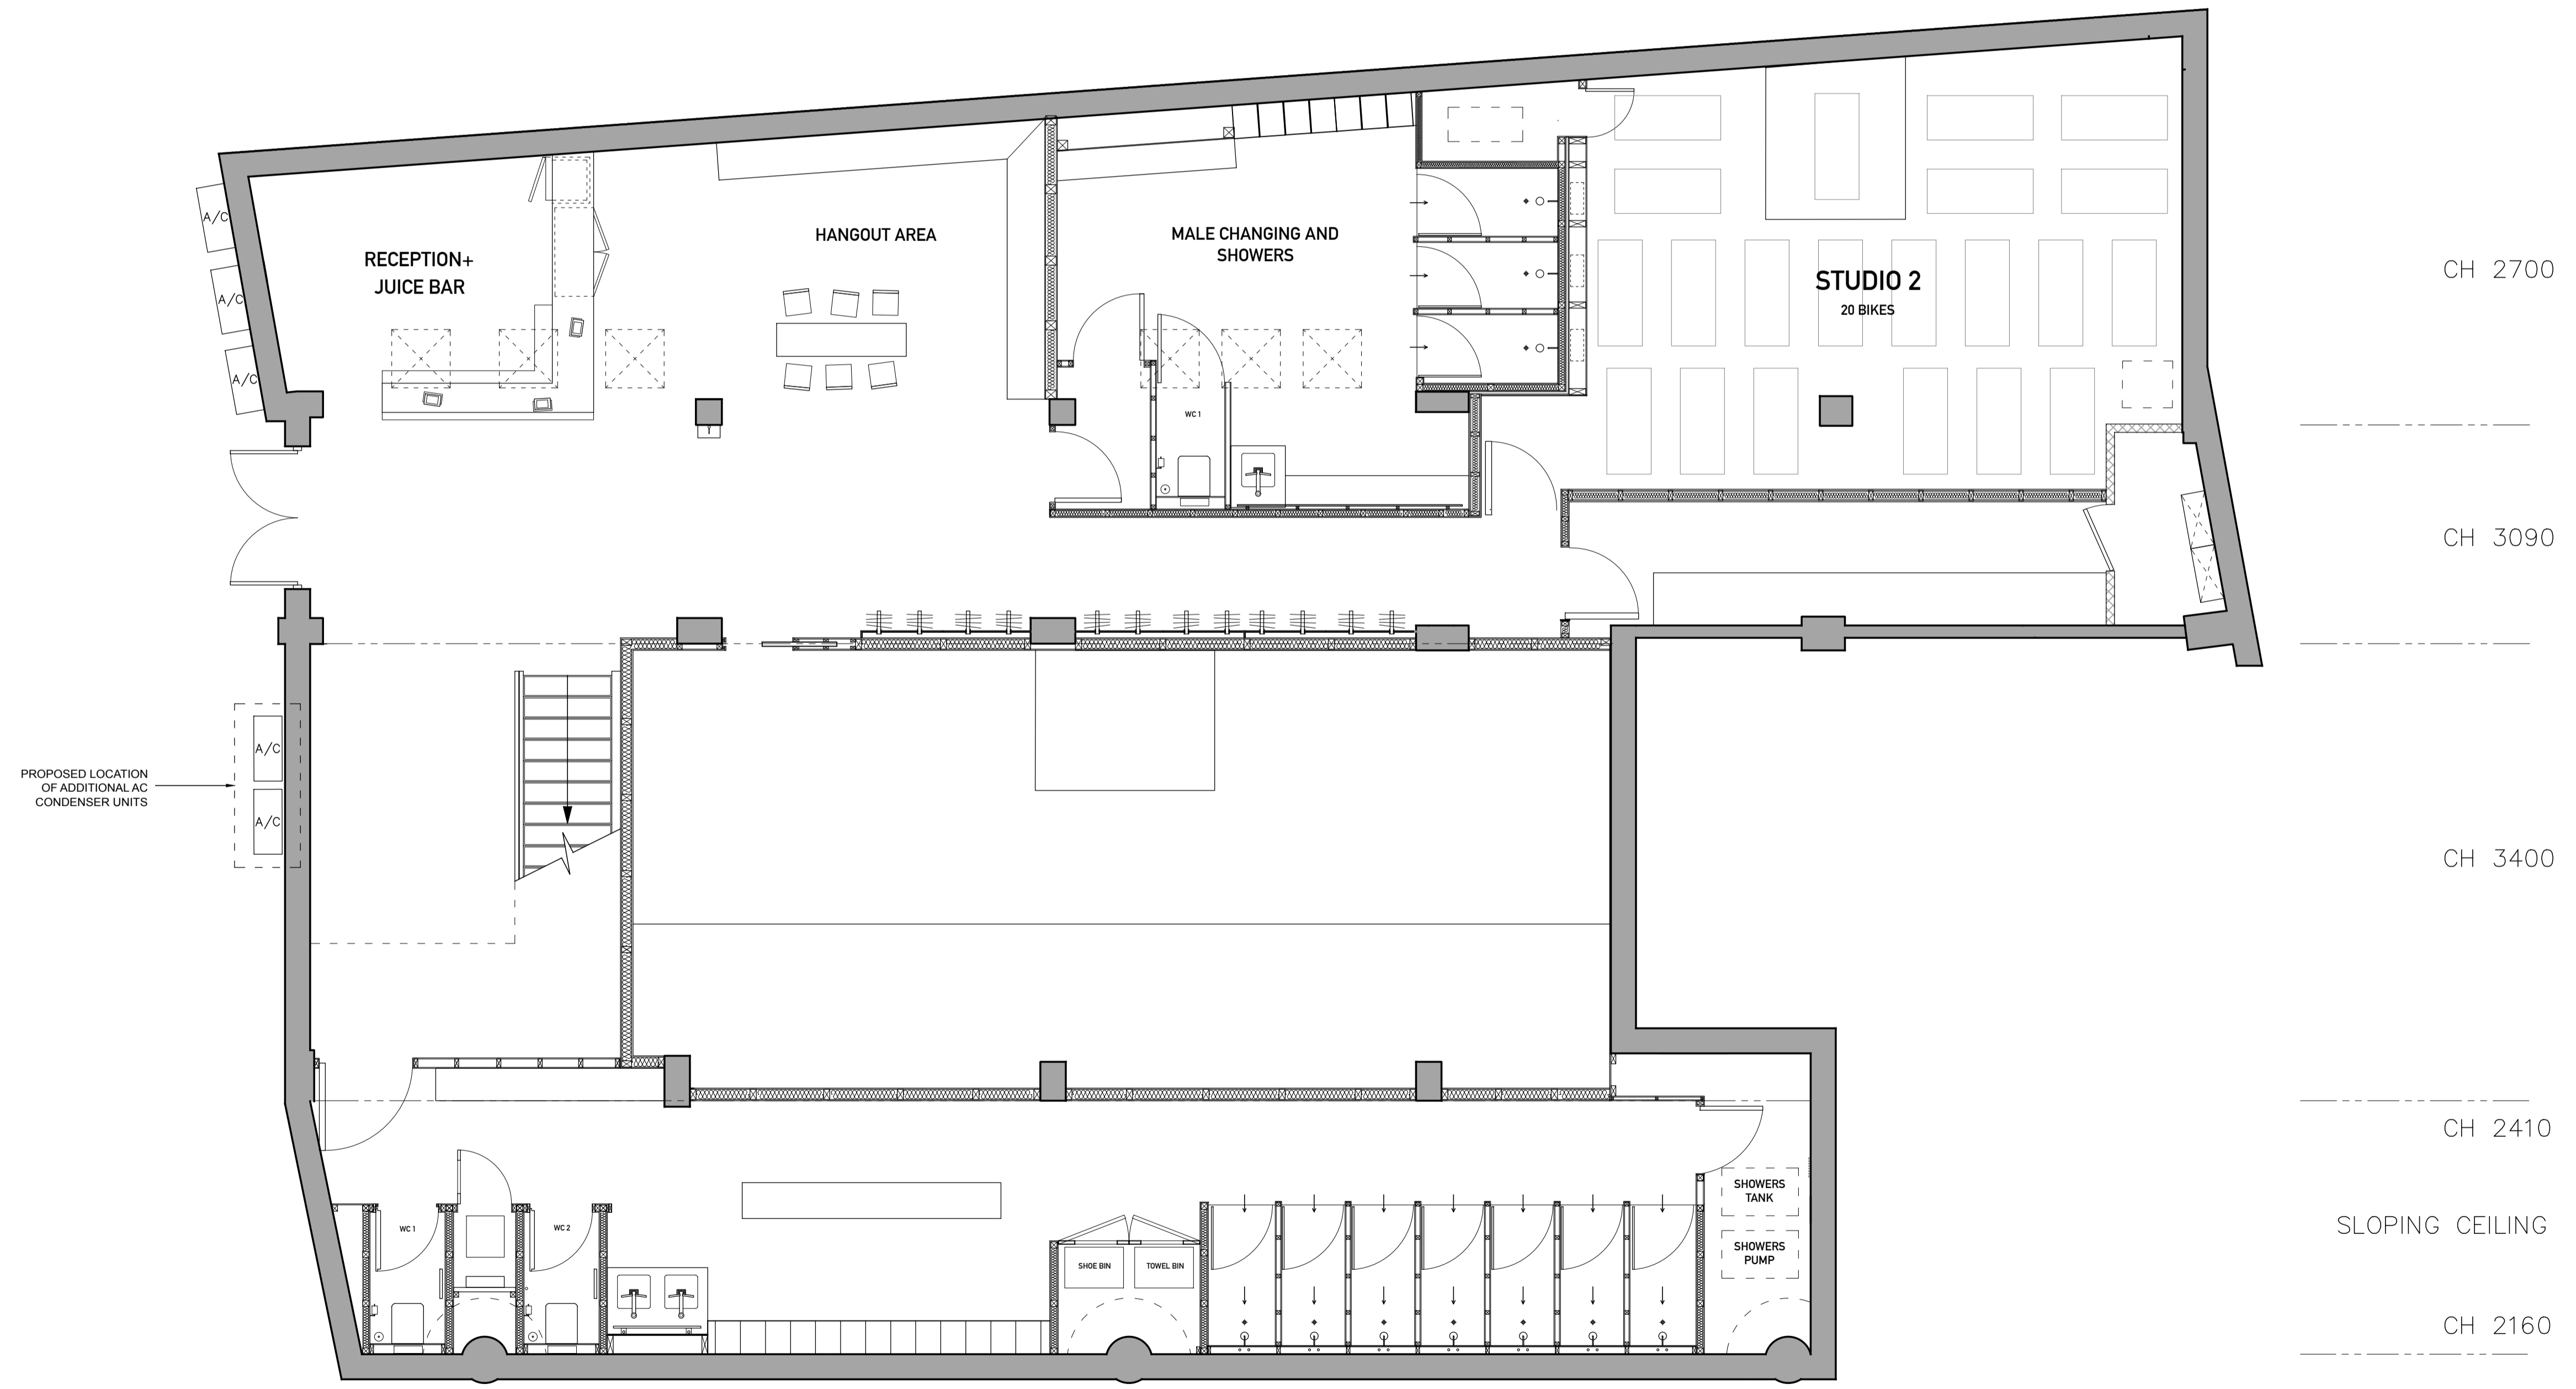 A/C
A/C
A/C
RECEPTION+
JUICE BAR
HANGOUT AREA
MALE CHANGING AND
SHOWERS
WC 1
STUDIO 2
20 BIKES
CH 2700
CH 3090
A/C
A/C
PROPOSED LOCATION
OF ADDITIONAL AC
CONDENSER UNITS
CH 3400
CH 2410
WC 1
WC 2
SHOE BIN
TOWEL BIN
SHOWERS
TANK
SHOWERS
PUMP
SLOPING CEILING
CH 2160